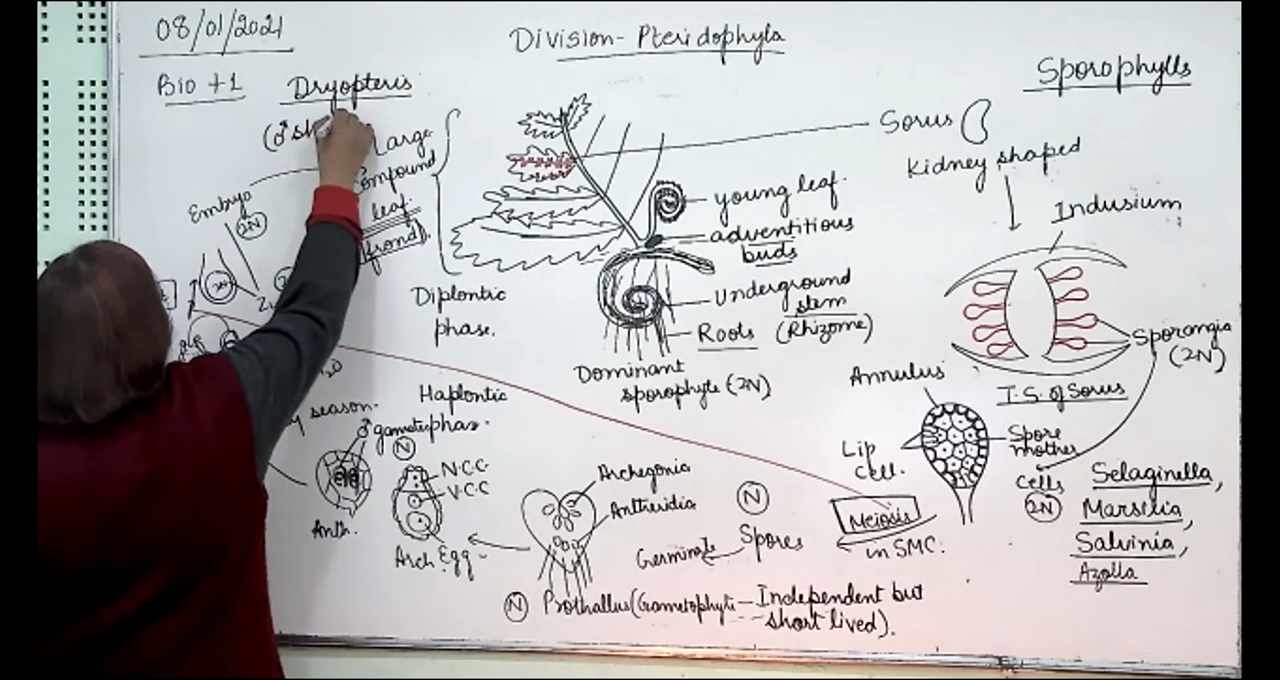 08/01/2021
Bio +1
Division- Pteridophyta
Sporophylls
Dryopteris
(♂
Large
Compound
leaf
frond).
Sorus
Kidney shaped
Embryo
2N
young leaf.
adventitious
buds
Indusium
Diplontic
phase.
Underground
stem
(Rhizome)
Roots
Sporangia
(2N)
Dominant
sporophyte (2N)
T.S. of Sorus
Annulus
Haplontic
phas.
season.
♂ gamete
N
N.C.C.
V.C.C
Anth.
Arch.
Egg
Archegonia
Antheridia
Lip
Cell.
Spore
mother
Cells
2N
Selaginella,
Marsilia,
Salvinia,
Azolla
N
Meiosis
in SMC.
Spores
Germinate
N Prothallus (Gametophyte - Independent but
short lived).